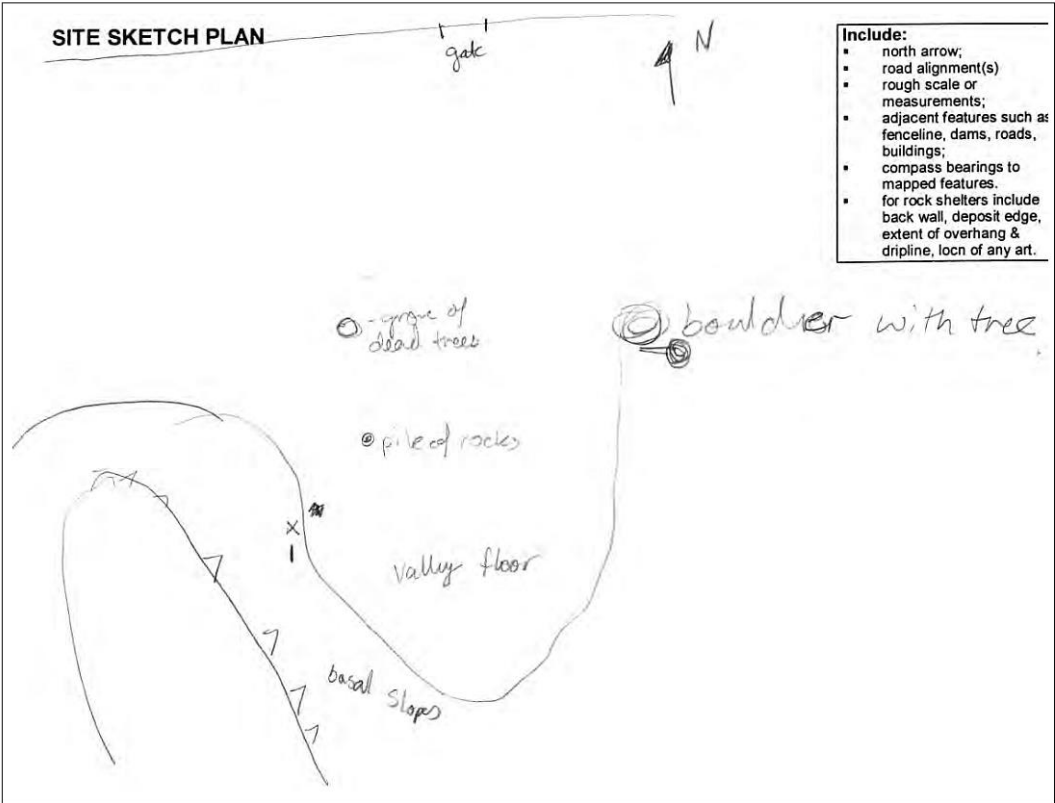 SITE SKETCH PLAN
gate
N
Include:
▪ north arrow;
▪ road alignment(s)
▪ rough scale or
measurements;
▪ adjacent features such as
fenceline, dams, roads,
buildings;
▪ compass bearings to
mapped features.
▪ for rock shelters include
back wall, deposit edge,
extent of overhang &
dripline, locn of any art.
- grove of
dead trees
boulder with tree
pile of rocks
X
1
valley floor
basal slopes